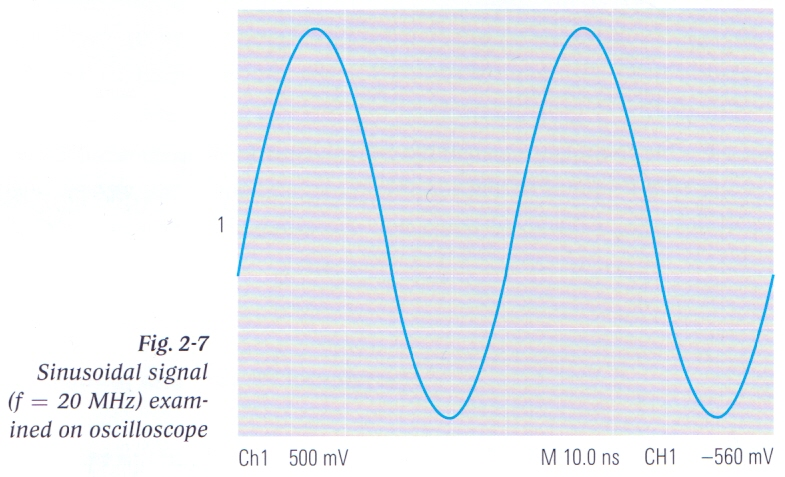 1
Fig. 2-7
Sinusoidal signal
(f = 20 MHz) exam-
ined on oscilloscope
Ch1 500 mV M 10.0 ns CH1 –560 mV